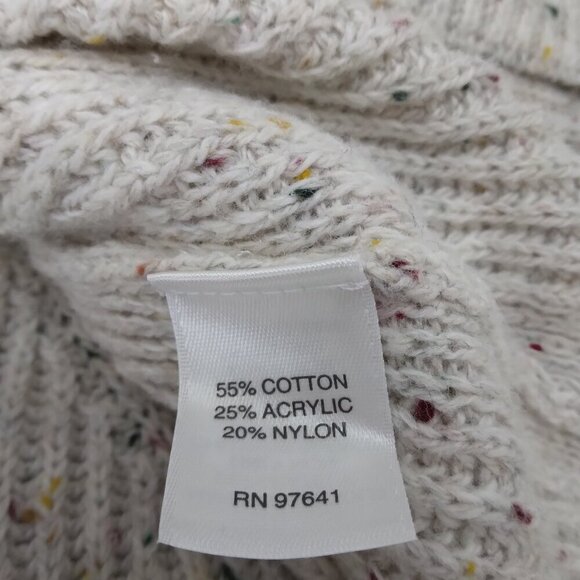 55% COTTON
25% ACRYLIC
20% NYLON
RN 97641